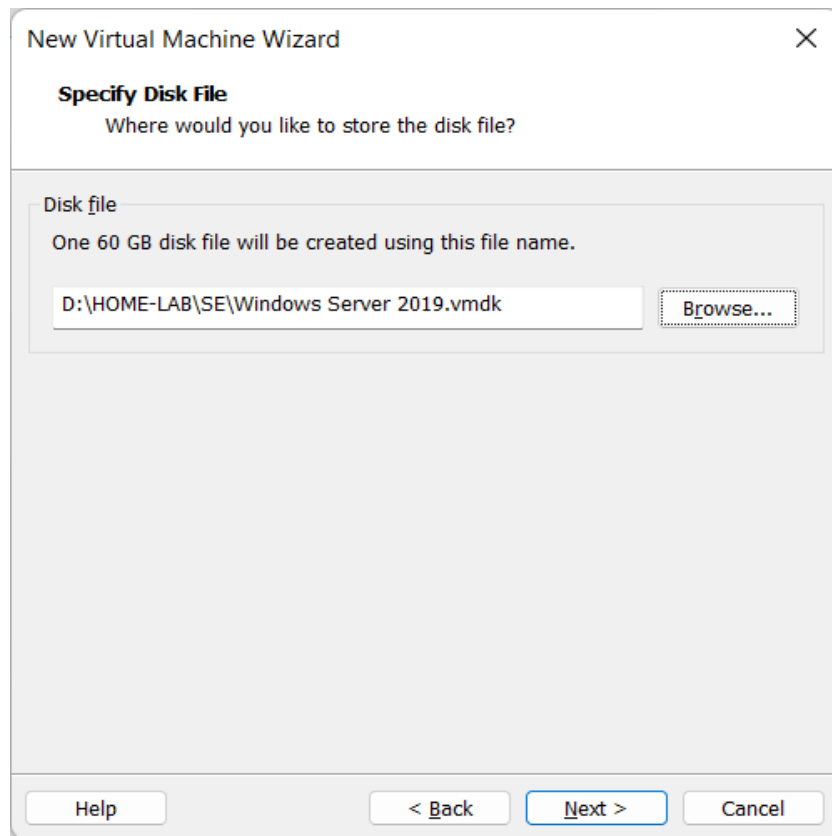 New Virtual Machine Wizard
Specify Disk File
Where would you like to store the disk file?
Disk file
One 60 GB disk file will be created using this file name.
D:\HOME-LAB\SE\Windows Server 2019.vmdk
Browse...
Help
< Back
Next >
Cancel